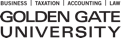 BUSINESS | TAXATION | ACCOUNTING | LAW
GOLDEN GATE
UNIVERSITY